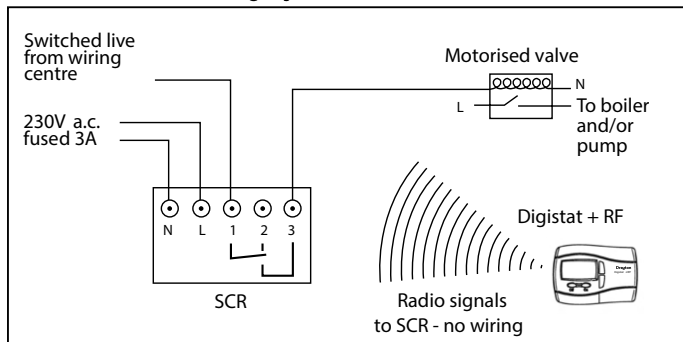 Switched live
from wiring
centre
230V a.c.
fused 3A
Motorised valve
N
L
To boiler
and/or
pump
N L 1 2 3
SCR
Digistat + RF
Drayton
Radio signals
to SCR - no wiring